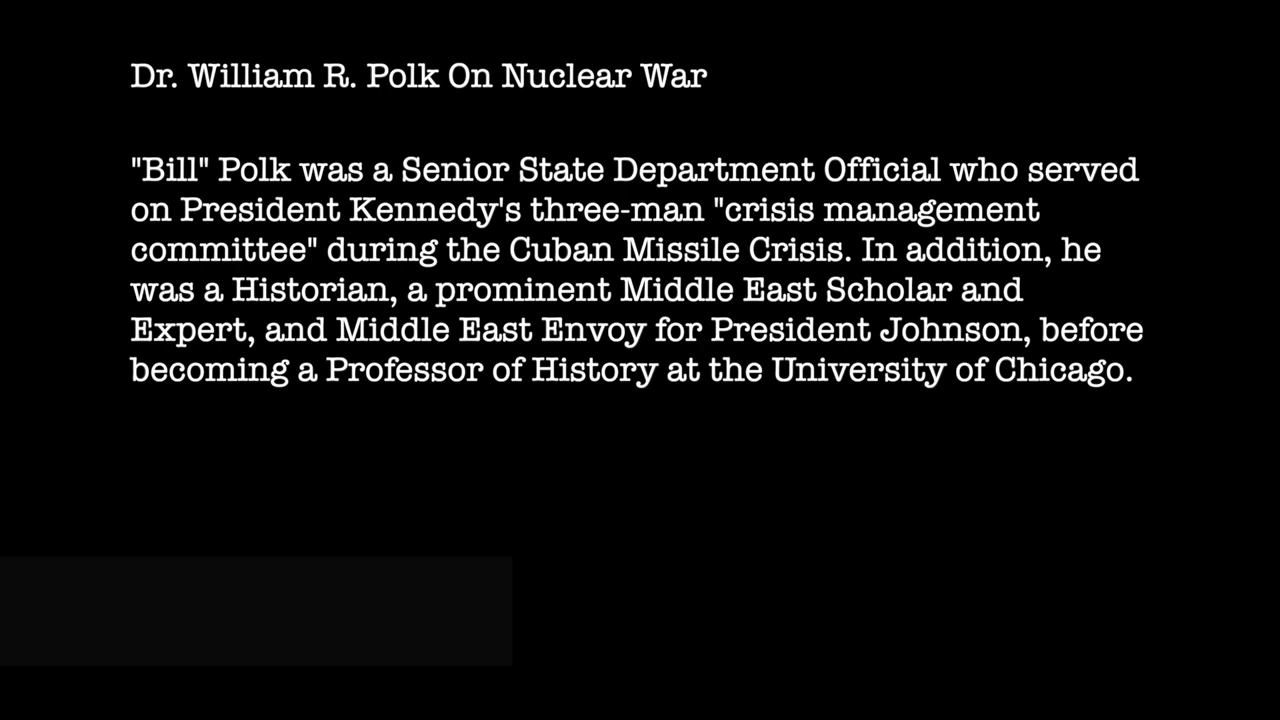 Dr. William R. Polk On Nuclear War
"Bill" Polk was a Senior State Department Official who served
on President Kennedy's three-man "crisis management
committee" during the Cuban Missile Crisis. In addition, he
was a Historian, a prominent Middle East Scholar and
Expert, and Middle East Envoy for President Johnson, before
becoming a Professor of History at the University of Chicago.